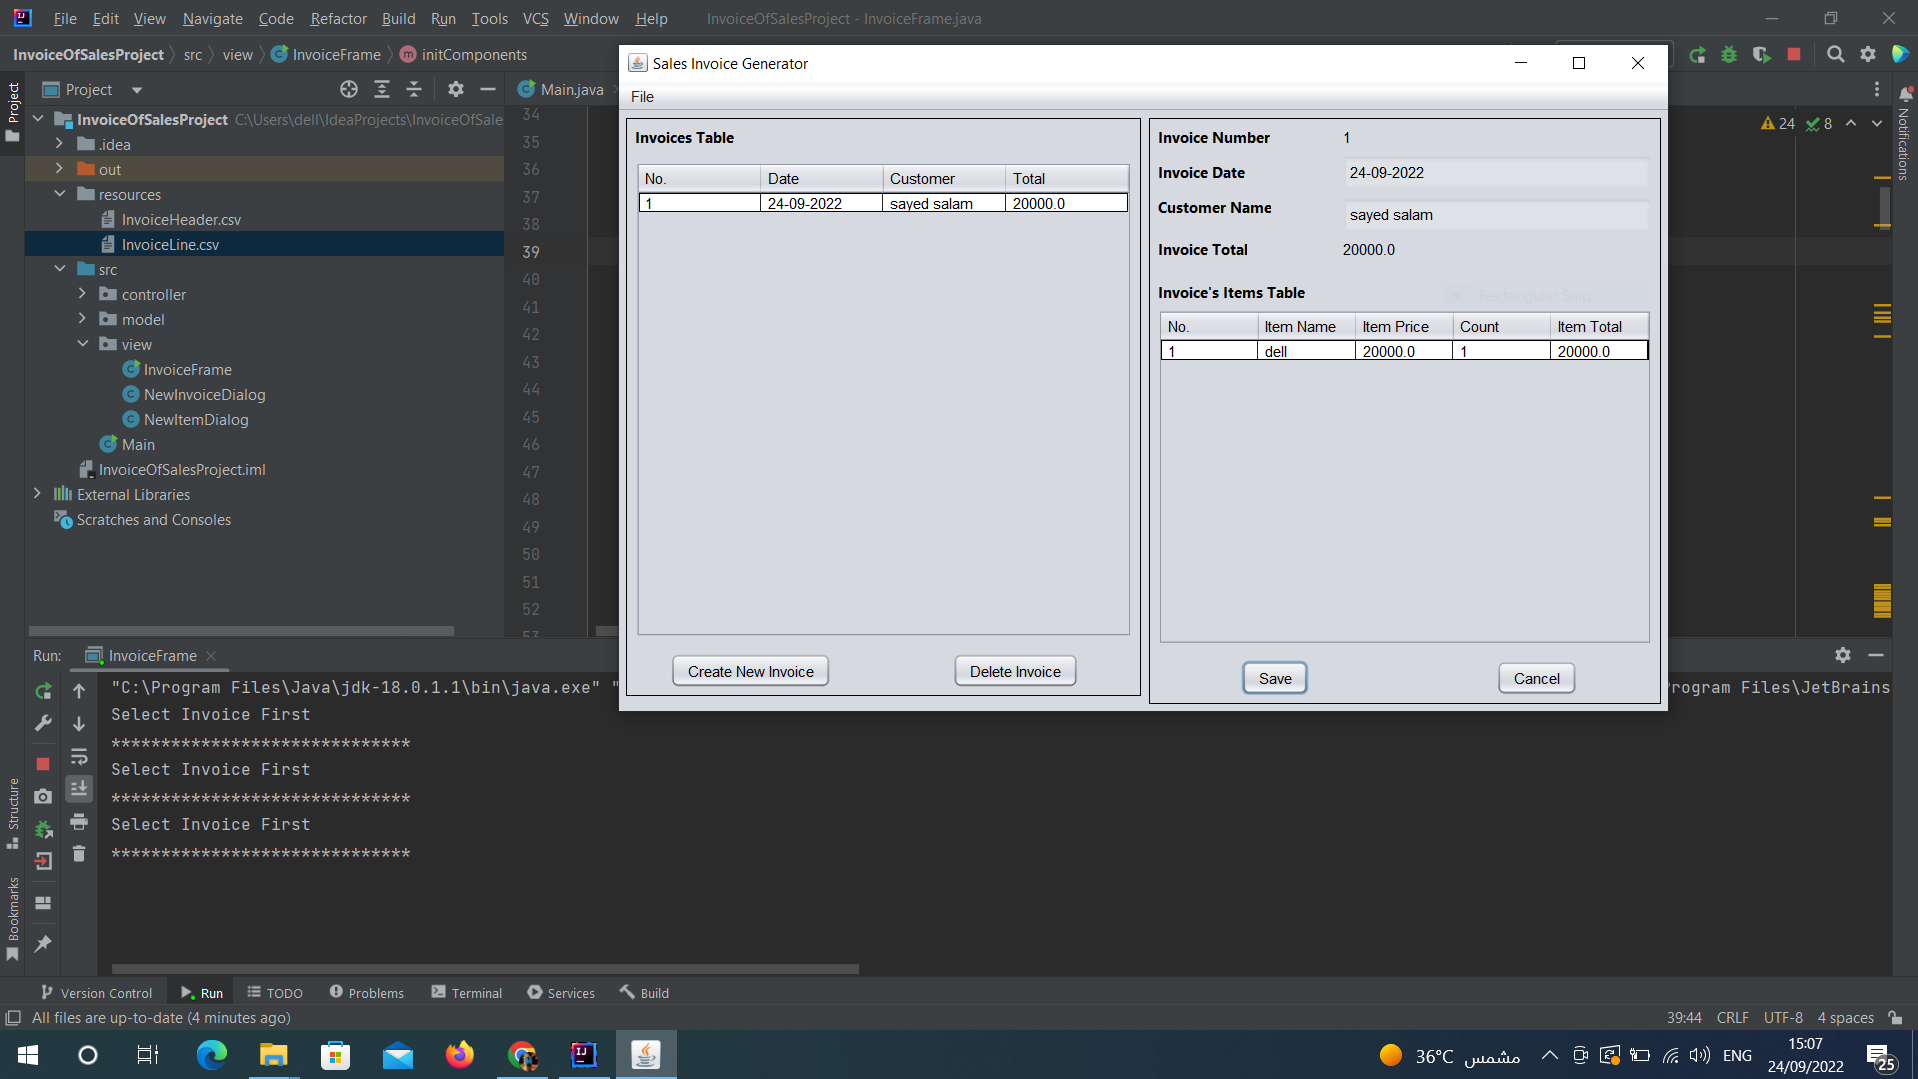 File Edit View Navigate Code Refactor Build Run Tools VCS Window Help InvoiceOfSalesProject - InvoiceFrame.java
InvoiceOfSalesProject src view InvoiceFrame initComponents
Project
Project
Main.java
InvoiceOfSalesProject C:\Users\dell\IdeaProjects\InvoiceOfSale
.idea
out
resources
InvoiceHeader.csv
InvoiceLine.csv
src
controller
model
view
InvoiceFrame
NewInvoiceDialog
NewItemDialog
Main
InvoiceOfSalesProject.iml
External Libraries
Scratches and Consoles
34
35
36
37
38
39
40
41
42
43
44
45
46
47
48
49
50
51
52
53
24 8
Notifications
Sales Invoice Generator
File
Invoices Table
No. Date Customer Total
1 24-09-2022 sayed salam 20000.0
Create New Invoice Delete Invoice
Invoice Number 1
Invoice Date 24-09-2022
Customer Name sayed salam
Invoice Total 20000.0
Rectangular Snip
Invoice's Items Table
No. Item Name Item Price Count Item Total
1 dell 20000.0 1 20000.0
Save Cancel
Run: InvoiceFrame
"C:\Program Files\Java\jdk-18.0.1.1\bin\java.exe" " rogram Files\JetBrains
Select Invoice First
******************************
Select Invoice First
******************************
Select Invoice First
******************************
Structure
Bookmarks
Version Control Run TODO Problems Terminal Services Build
All files are up-to-date (4 minutes ago) 39:44 CRLF UTF-8 4 spaces
36°C مشمس ENG 15:07
24/09/2022
25